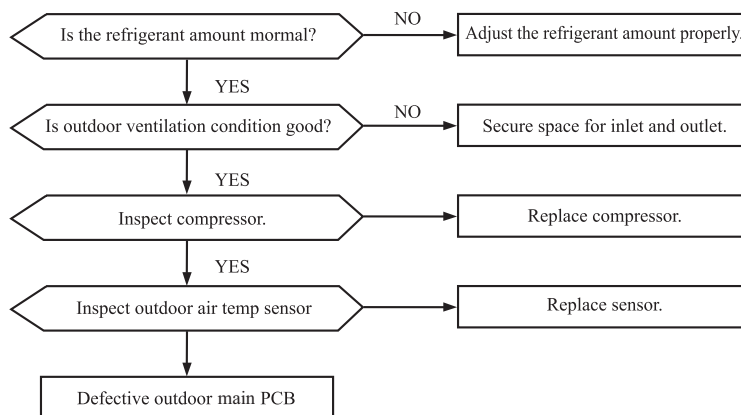 Is the refrigerant amount mormal?
NO
Adjust the refrigerant amount properly.
YES
Is outdoor ventilation condition good?
NO
Secure space for inlet and outlet.
YES
Inspect compressor.
Replace compressor.
YES
Inspect outdoor air temp sensor
Replace sensor.
Defective outdoor main PCB